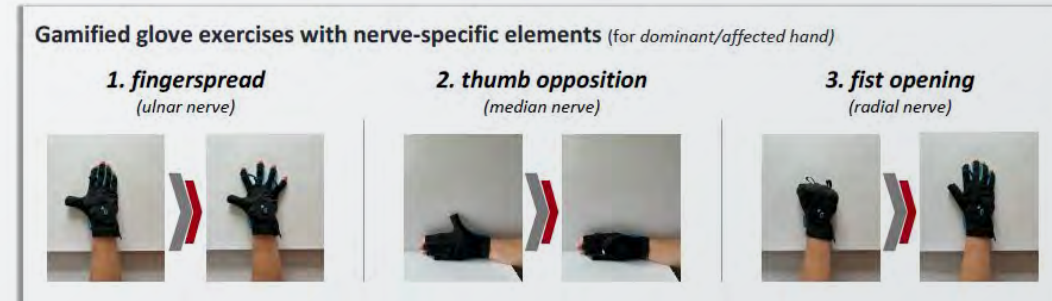 Gamified glove exercises with nerve-specific elements (for dominant/affected hand)
1. fingerspread
(ulnar nerve)
2. thumb opposition
(median nerve)
3. fist opening
(radial nerve)